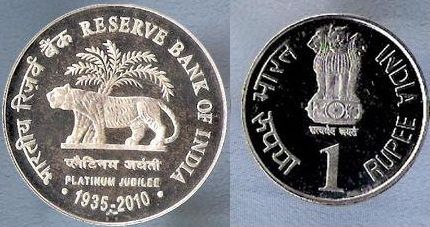 भारतीय रिज़र्व बैंक RESERVE BANK OF INDIA
प्लैटिनम जयंती
PLATINUM JUBILEE
• 1935-2010 •
भारत INDIA
सत्यमेव जयते
रुपया RUPEE
1